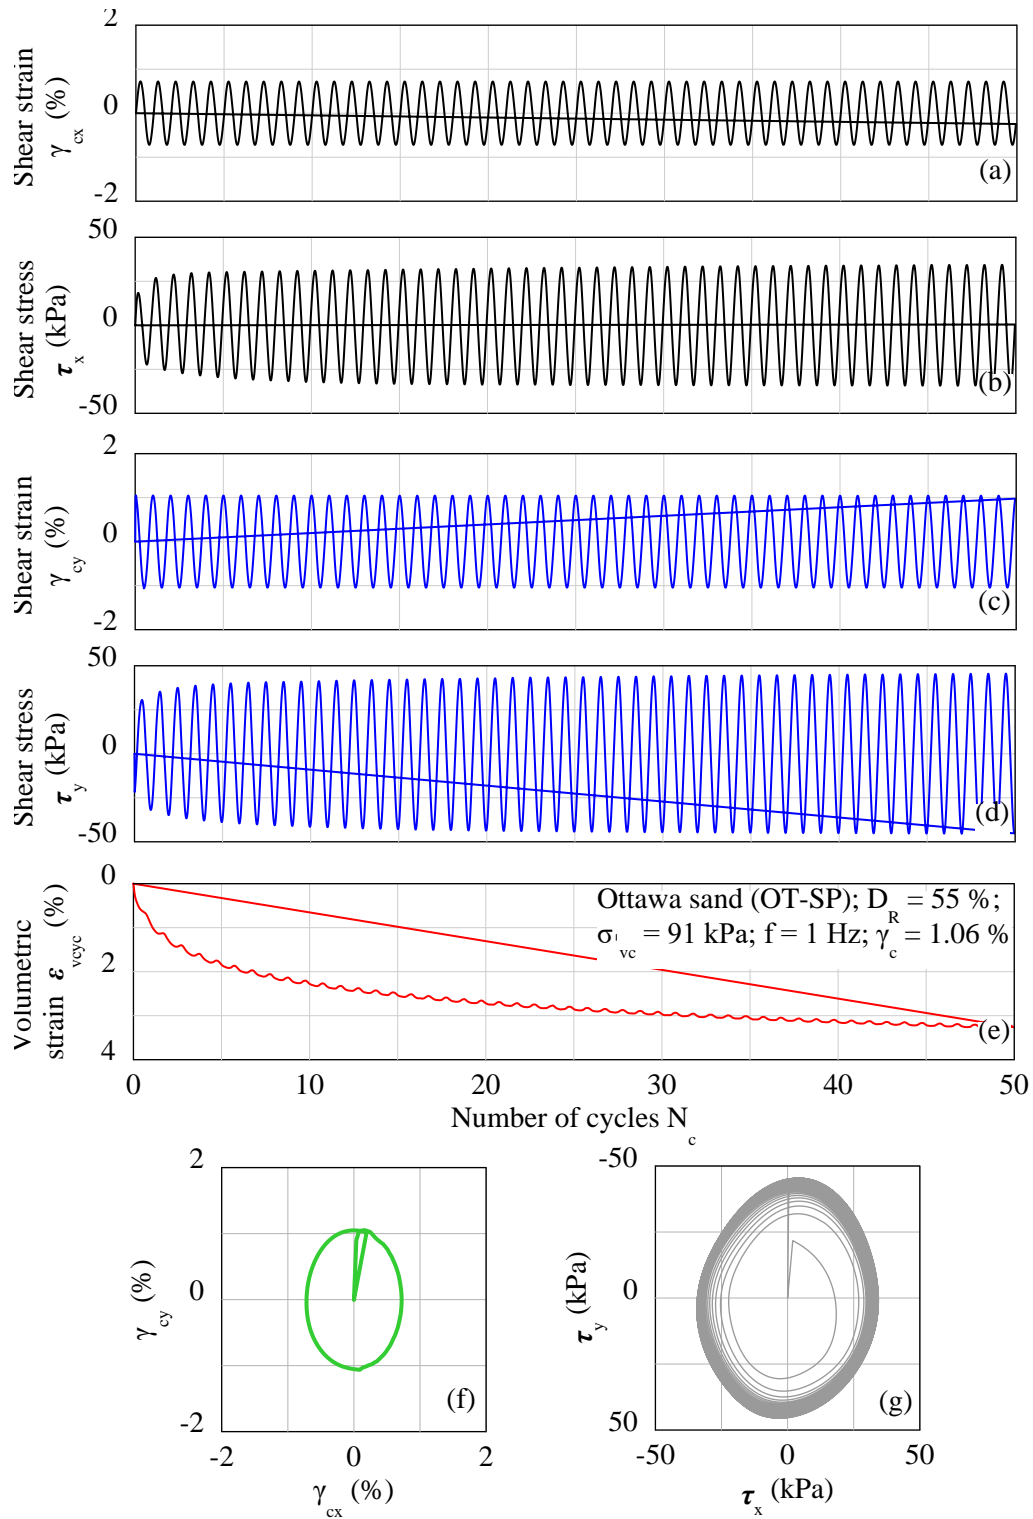 2
0
-2
Shear strain
γcx (%)
(a)
50
0
-50
Shear stress
τx (kPa)
(b)
2
0
-2
Shear strain
γcy (%)
(c)
50
0
-50
Shear stress
τy (kPa)
(d)
0
2
4
Volumetric
strain εvcyc (%)
Ottawa sand (OT-SP); DR = 55 %;
σ'vc = 91 kPa; f = 1 Hz; γc = 1.06 %
(e)
0 10 20 30 40 50
Number of cycles Nc
2
0
-2
γcy (%)
(f)
-2 0 2
γcx (%)
-50
0
50
τy (kPa)
(g)
-50 0 50
τx (kPa)